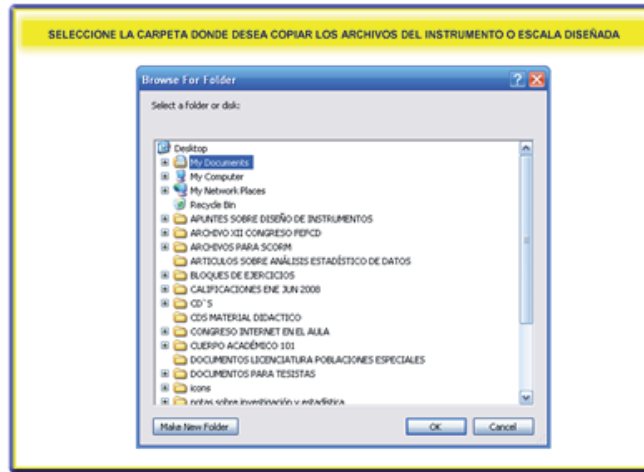 SELECCIONE LA CARPETA DONDE DESEA COPIAR LOS ARCHIVOS DEL INSTRUMENTO O ESCALA DISEÑADA
Browse For Folder
Select a folder or disk:
Desktop
My Documents
My Computer
My Network Places
Recycle Bin
APUNTES SOBRE DISEÑO DE INSTRUMENTOS
ARCHIVO XII CONGRESO FEFCD
ARCHIVOS PARA SCORM
ARTICULOS SOBRE ANÁLISIS ESTADÍSTICO DE DATOS
BLOQUES DE EJERCICIOS
CALIFICACIONES ENE JUN 2008
CD`S
CDS MATERIAL DIDACTICO
CONGRESO INTERNET EN EL AULA
CUERPO ACADÉMICO 101
DOCUMENTOS LICENCIATURA POBLACIONES ESPECIALES
DOCUMENTOS PARA TESISTAS
icons
notas sobre investigación y estadística
Make New Folder OK Cancel